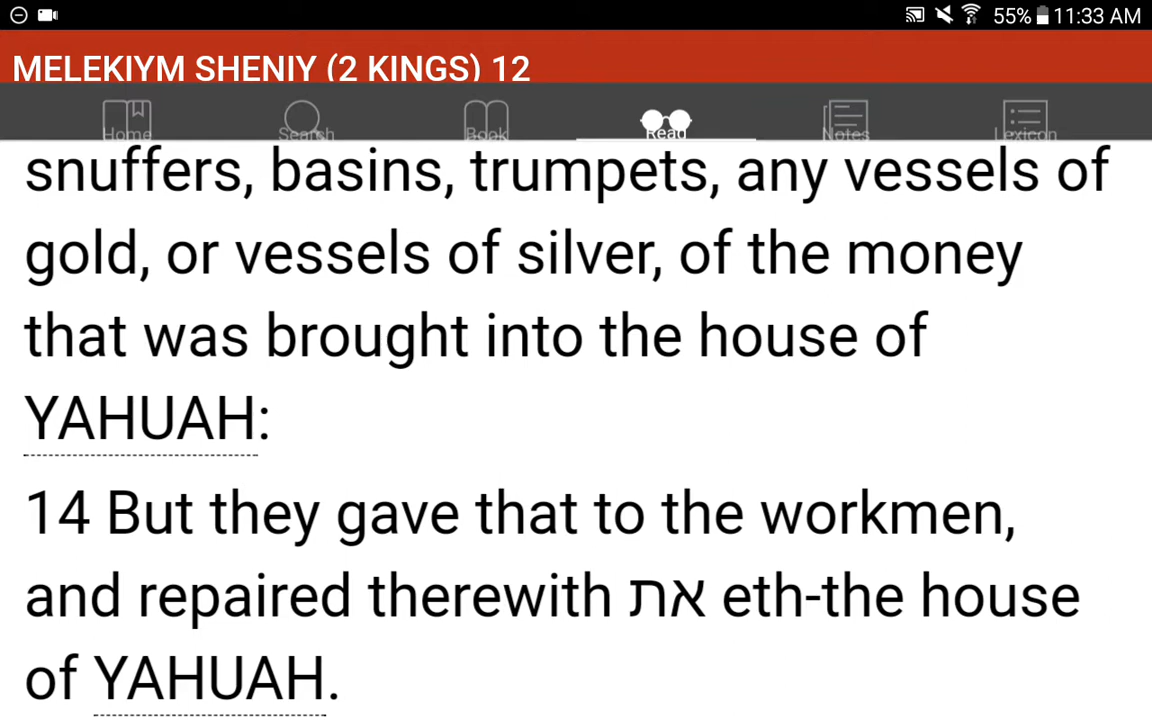 55% 11:33 AM
MELEKIYM SHENIY (2 KINGS) 12
Home Search Book Read Notes Lexicon
snuffers, basins, trumpets, any vessels of
gold, or vessels of silver, of the money
that was brought into the house of
YAHUAH:
14 But they gave that to the workmen,
and repaired therewith את eth-the house
of YAHUAH.